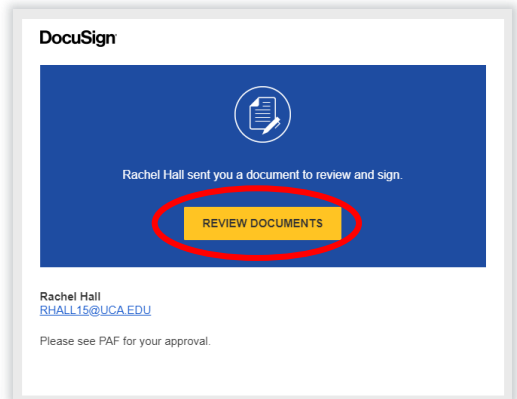 DocuSign
Rachel Hall sent you a document to review and sign.
REVIEW DOCUMENTS
Rachel Hall
RHALL15@UCA.EDU
Please see PAF for your approval.